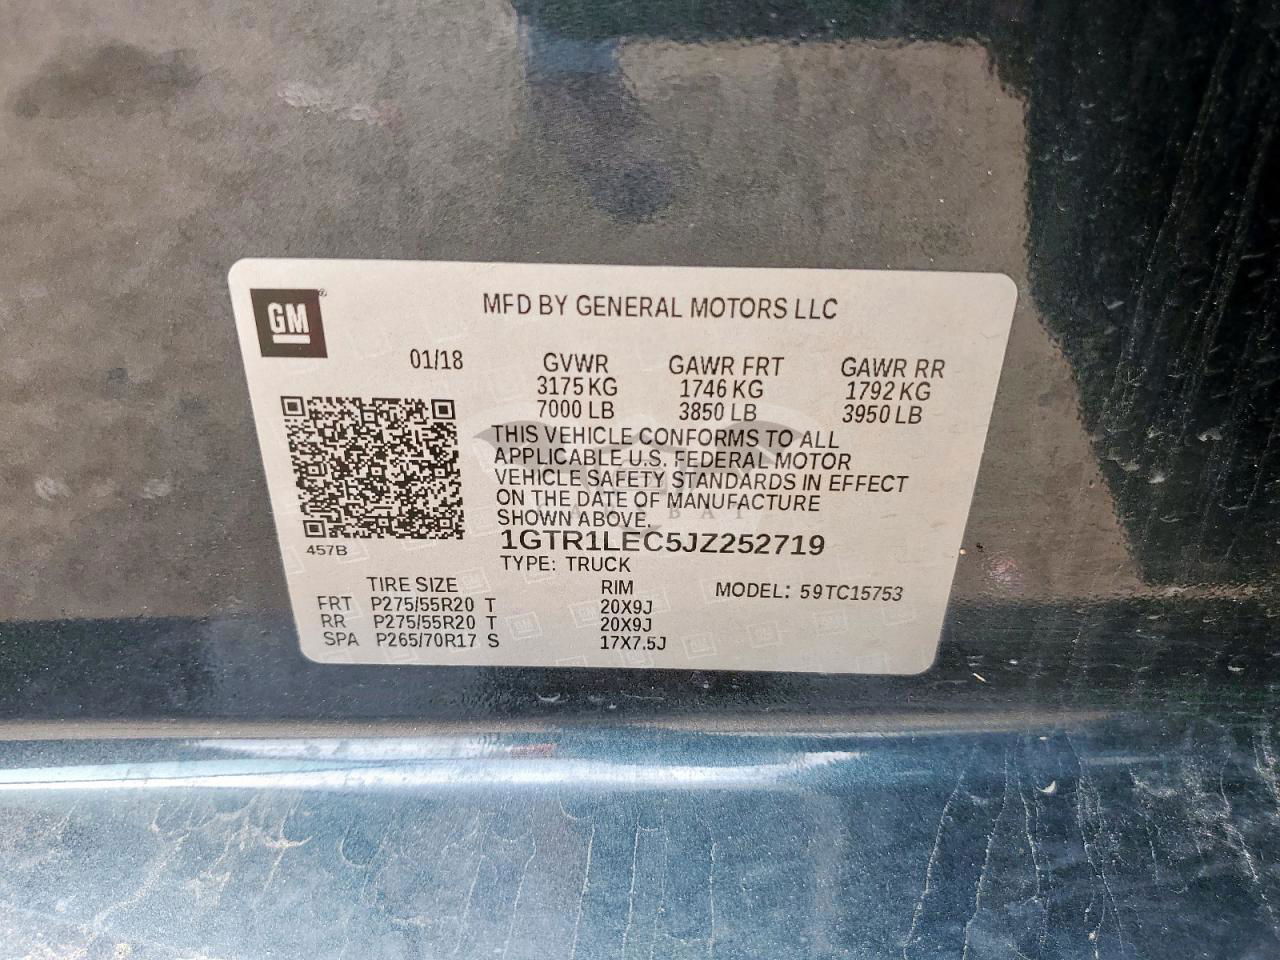 GM
MFD BY GENERAL MOTORS LLC
01/18 GVWR GAWR FRT GAWR RR
3175 KG 1746 KG 1792 KG
7000 LB 3850 LB 3950 LB
THIS VEHICLE CONFORMS TO ALL
APPLICABLE U.S. FEDERAL MOTOR
VEHICLE SAFETY STANDARDS IN EFFECT
ON THE DATE OF MANUFACTURE
SHOWN ABOVE.
457B
1GTR1LEC5JZ252719
TYPE: TRUCK
TIRE SIZE RIM MODEL: 59TC15753
FRT P275/55R20 T 20X9J
RR P275/55R20 T 20X9J
SPA P265/70R17 S 17X7.5J